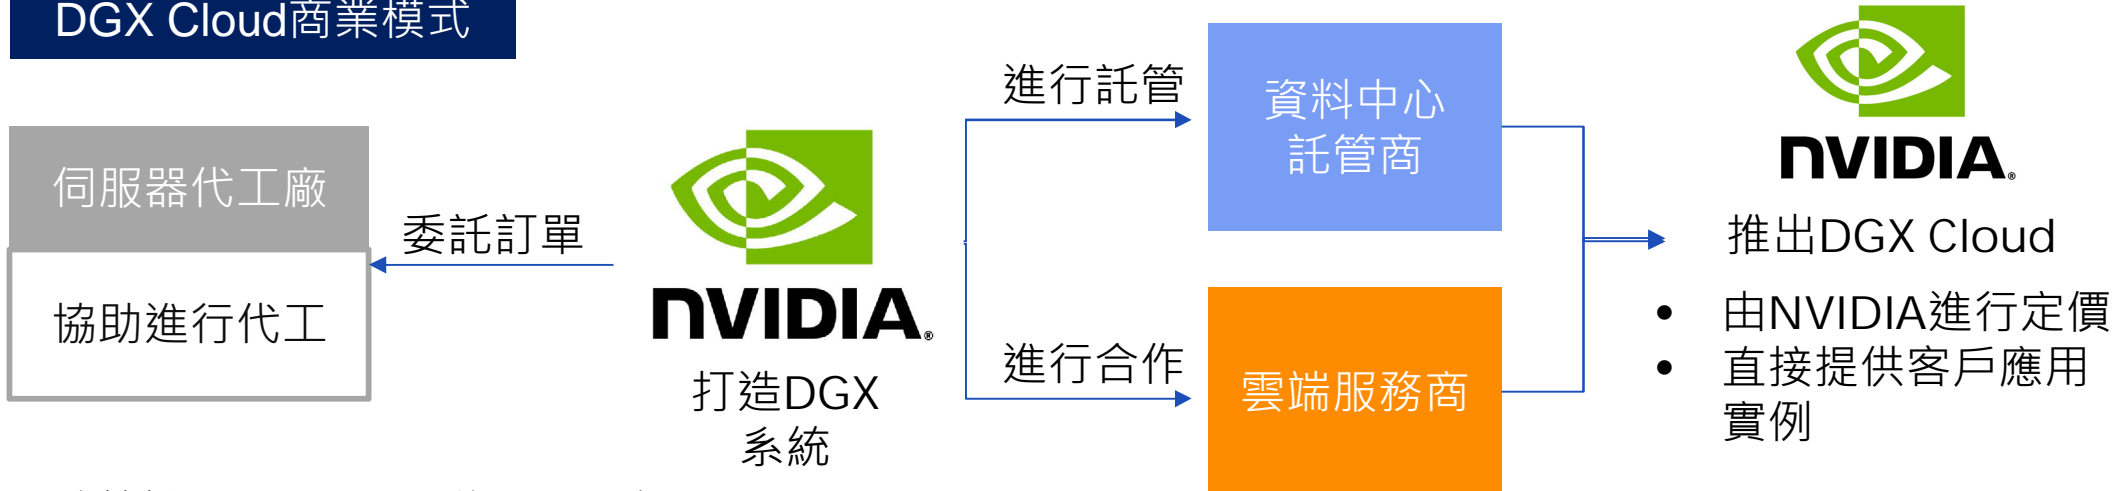 DGX Cloud商業模式
伺服器代工廠
協助進行代工
委託訂單
NVIDIA®
打造DGX
系統
進行託管
進行合作
資料中心
託管商
雲端服務商
NVIDIA®
推出DGX Cloud
• 由NVIDIA進行定價
• 直接提供客戶應用
實例